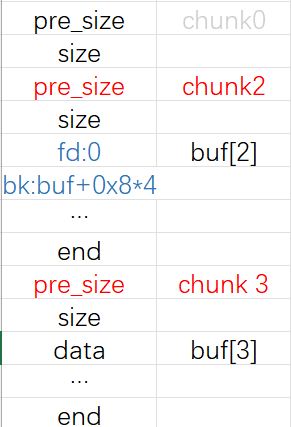 pre_size chunk0
size
pre_size chunk2
size
fd:0 buf[2]
bk:buf+0x8*4
...
end
pre_size chunk 3
size
data buf[3]
...
end